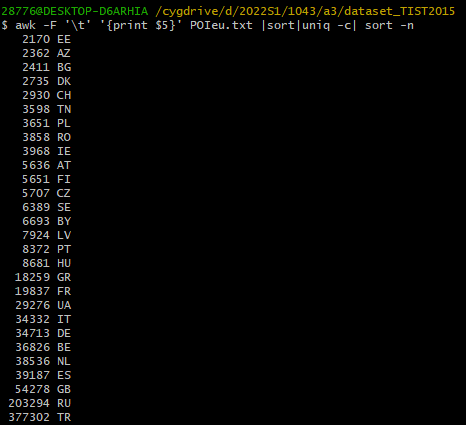 28776@DESKTOP-D6ARHIA /cygdrive/d/2022S1/1043/a3/dataset_TIST2015
$ awk -F '\t' '{print $5}' POIeu.txt |sort|uniq -c| sort -n
2170 EE
2362 AZ
2411 BG
2735 DK
2930 CH
3598 TN
3651 PL
3858 RO
3968 IE
5636 AT
5651 FI
5707 CZ
6389 SE
6693 BY
7924 LV
8372 PT
8681 HU
18259 GR
19837 FR
29276 UA
34332 IT
34713 DE
36826 BE
38536 NL
39187 ES
54278 GB
203294 RU
377302 TR